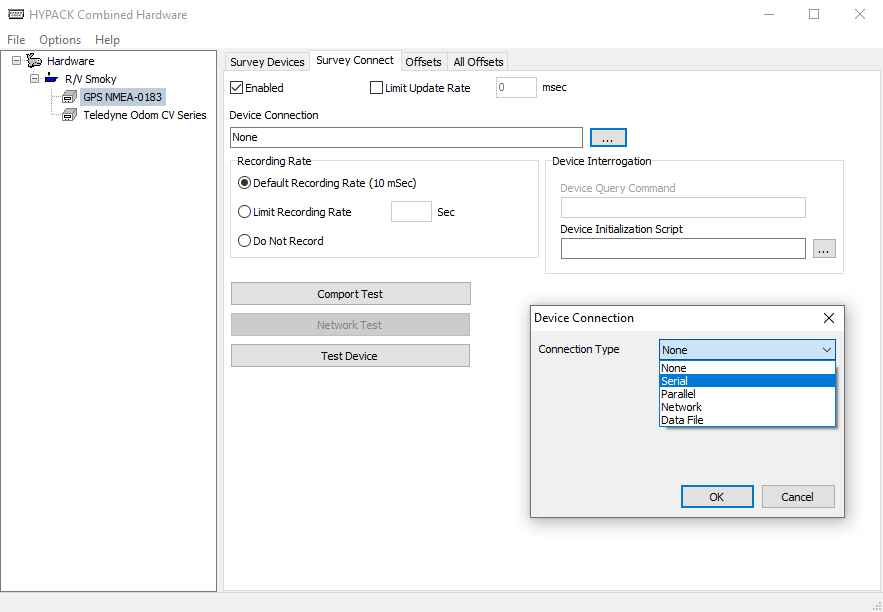 HYPACK Combined Hardware
File Options Help
Hardware
R/V Smoky
GPS NMEA-0183
Teledyne Odom CV Series
Survey Devices Survey Connect Offsets All Offsets
Enabled Limit Update Rate 0 msec
Device Connection
None ...
Recording Rate
Default Recording Rate (10 mSec)
Limit Recording Rate Sec
Do Not Record
Device Interrogation
Device Query Command
Device Initialization Script
...
Comport Test
Network Test
Test Device
Device Connection
Connection Type None
None
Serial
Parallel
Network
Data File
OK Cancel